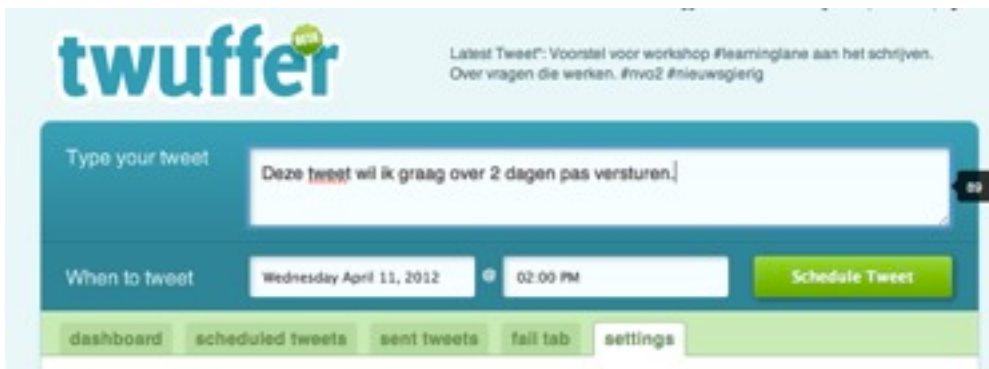 twuffer
BETA
Latest Tweet": Voorstel voor workshop #learninglane aan het schrijven.
Over vragen die werken. #nvo2 #nieuwsgierig
Type your tweet
Deze tweet wil ik graag over 2 dagen pas versturen.
89
When to tweet
Wednesday April 11, 2012
@
02:00 PM
Schedule Tweet
dashboard
scheduled tweets
sent tweets
fail tab
settings